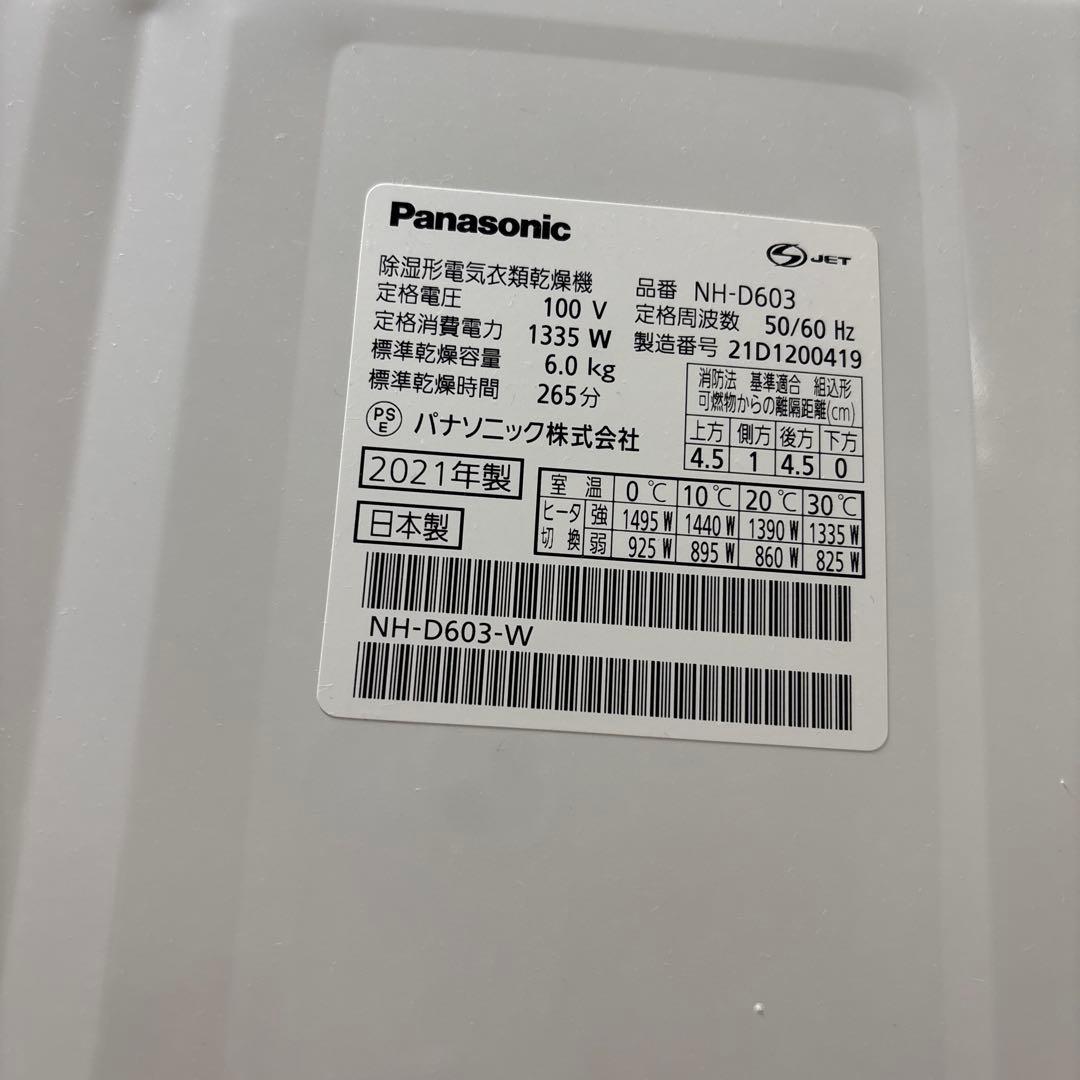 Panasonic
JET
除湿形電気衣類乾燥機
定格電圧 100 V
定格消費電力 1335 W
標準乾燥容量 6.0 kg
標準乾燥時間 265分
品番 NH-D603
定格周波数 50/60 Hz
製造番号 21D1200419
PS E パナソニック株式会社
消防法 基準適合 組込形
可燃物からの離隔距離(cm)
上方 側方 後方 下方
4.5 1 4.5 0
2021年製
日本製
室温 0℃ 10℃ 20℃ 30℃
ヒータ 強 1495 W 1440 W 1390 W 1335 W
切換 弱 925 W 895 W 860 W 825 W
NH-D603-W